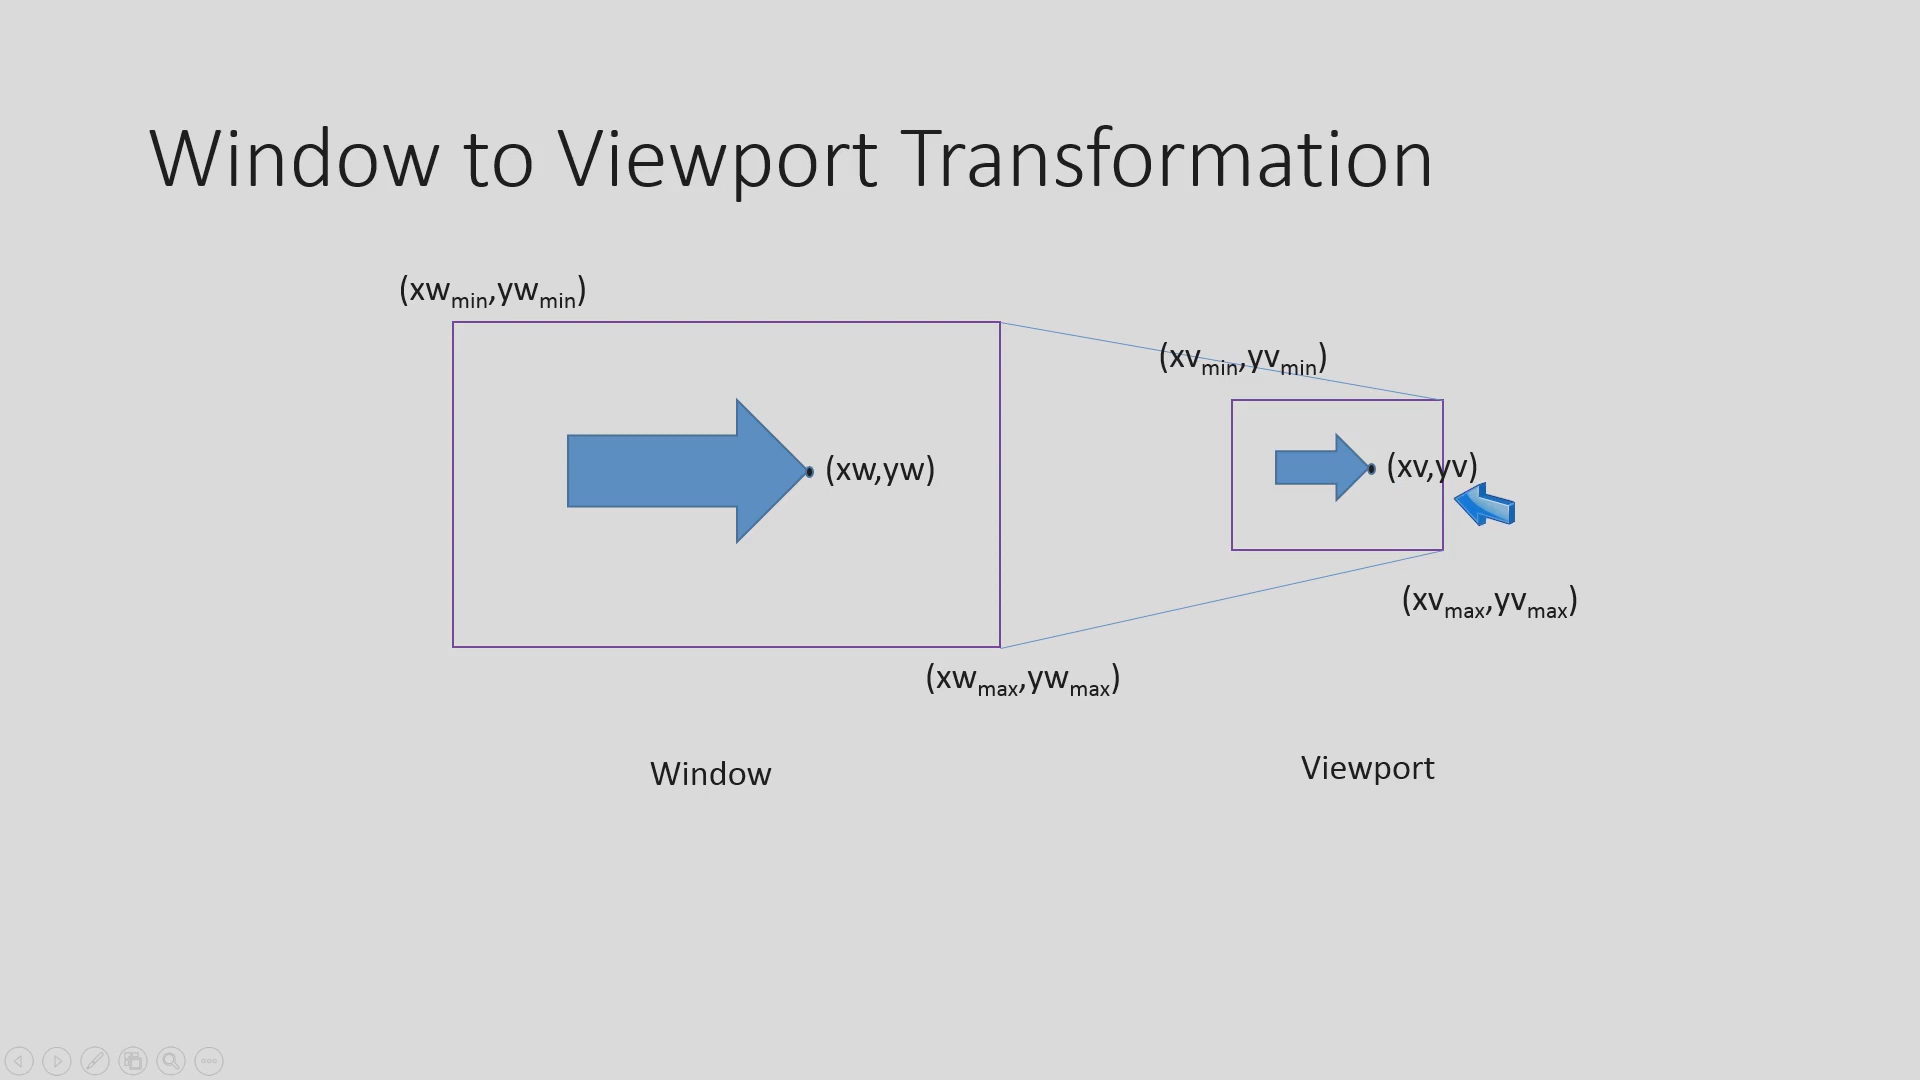 Window to Viewport Transformation
(xw_min,yw_min)
(xv_min,yv_min)
(xw,yw)
(xv,yv)
(xv_max,yv_max)
(xw_max,yw_max)
Window
Viewport